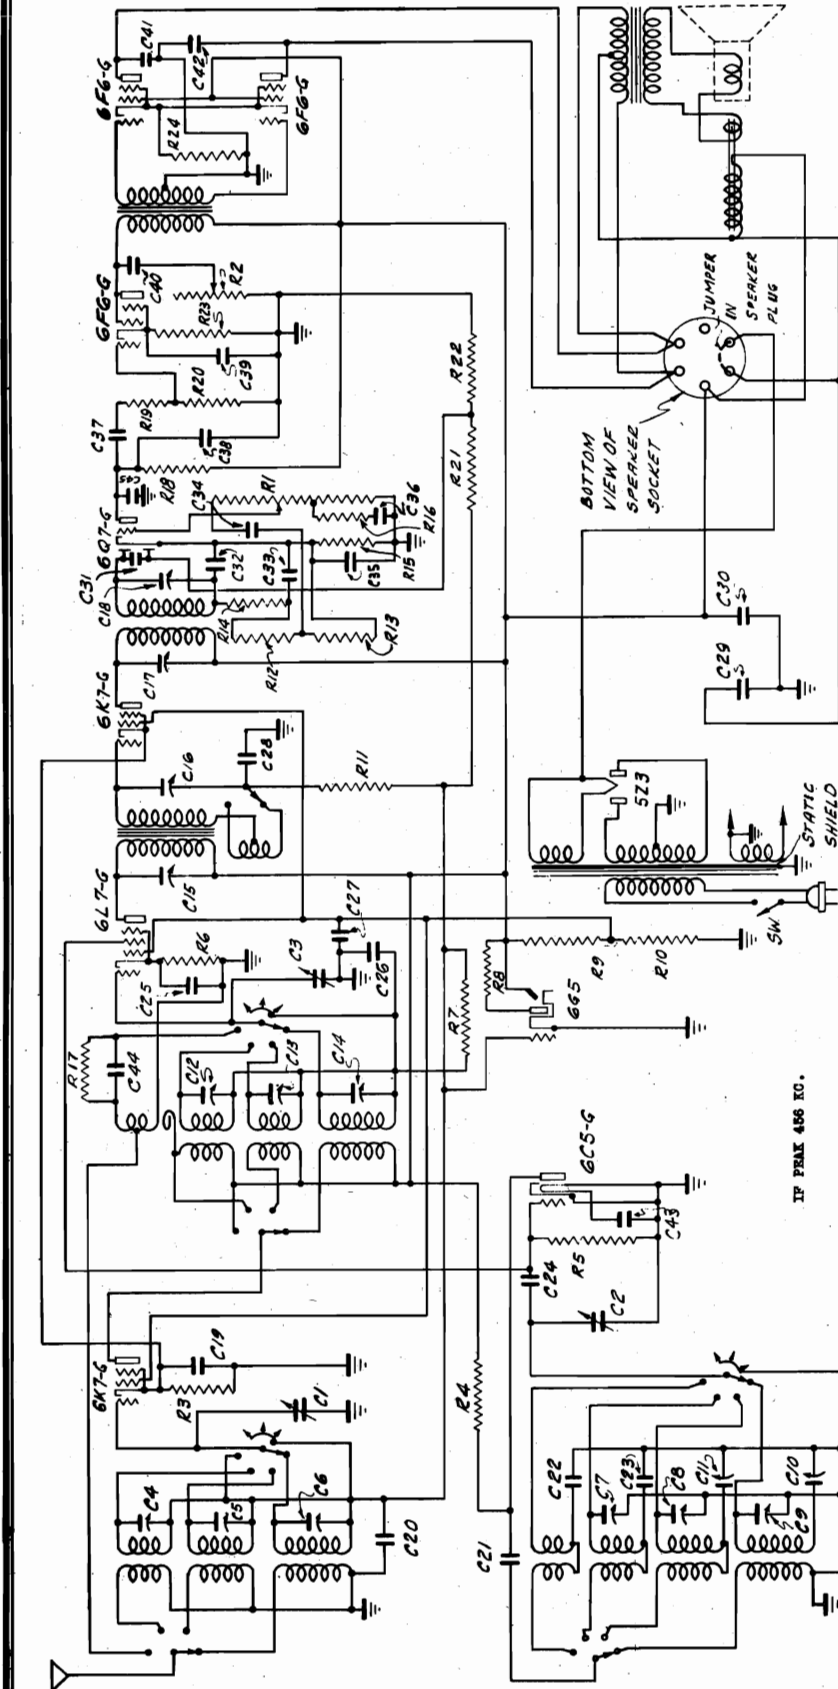 6F6-G
C41
C42
6F6-G
R24
6F6-G
C40
R2
R23
C39
R20
R19
C37
C38
R18
C45
R22
R21
6Q7-G
C34
R1
C36
R16
R15
C35
C31
C18
C32
C33
R14
R13
R12
6K7-G
C17
C16
C28
R11
6L7-G
C15
C27
C26
C3
R6
C25
R17
C44
C12
C13
C14
R7
R8
R9
R10
6G5
BOTTOM
VIEW OF
SPEAKER
SOCKET
JUMPER
IN
SPEAKER
PLUG
C30
C29
5Z3
STATIC
SHIELD
SW.
6K7-G
C19
R3
C1
C4
C5
C6
C20
R4
6C5-G
C43
R5
C24
C2
C21
C22
C7
C23
C8
C11
C10
C9
IF PEAK 456 KC.